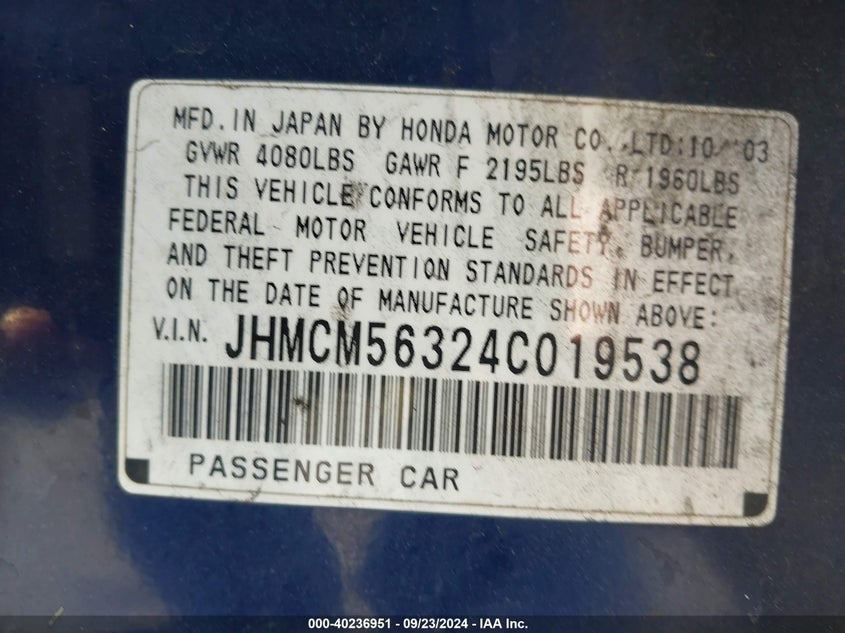 MFD.IN JAPAN BY HONDA MOTOR CO.,LTD:10/03
GVWR 4080LBS GAWR F 2195LBS R 1960LBS
THIS VEHICLE CONFORMS TO ALL APPLICABLE
FEDERAL MOTOR VEHICLE SAFETY, BUMPER,
AND THEFT PREVENTION STANDARDS IN EFFECT
ON THE DATE OF MANUFACTURE SHOWN ABOVE:
V.I.N. JHMCM56324C019538
PASSENGER CAR
000-40236951 - 09/23/2024 - IAA Inc.